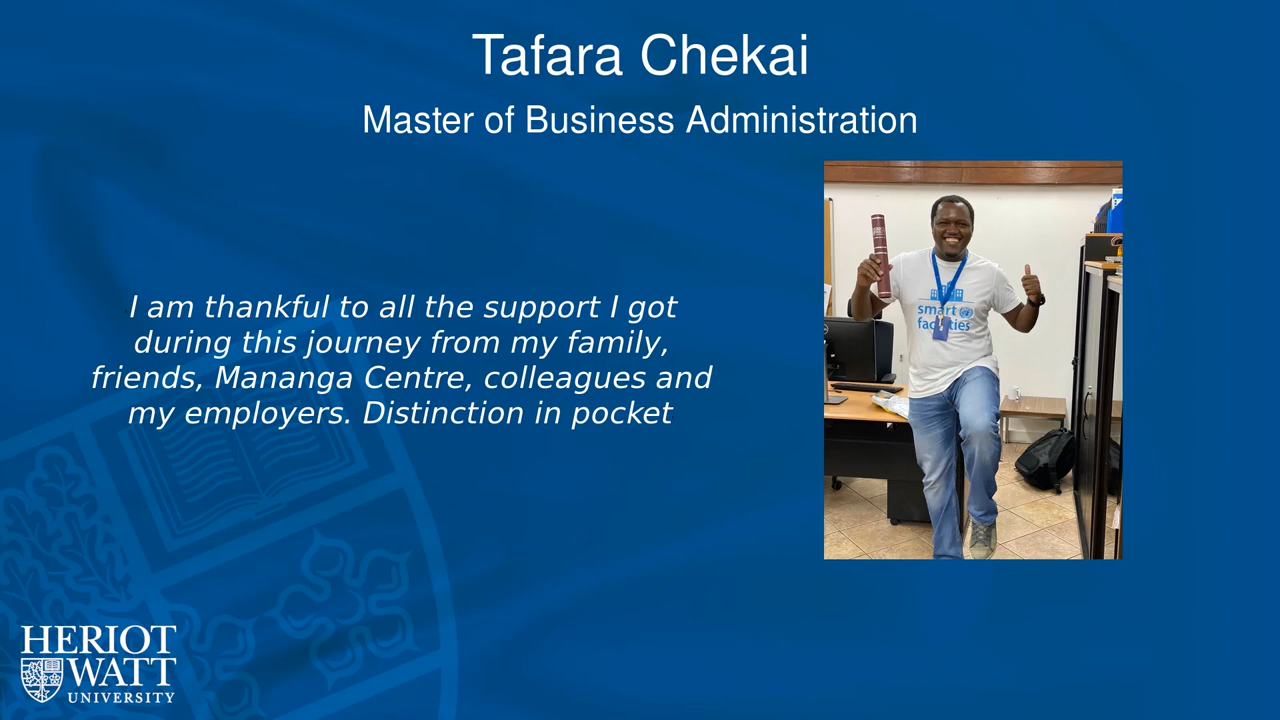 Tafara Chekai
Master of Business Administration
I am thankful to all the support I got
during this journey from my family,
friends, Mananga Centre, colleagues and
my employers. Distinction in pocket
smart
HERIOT
WATT
UNIVERSITY